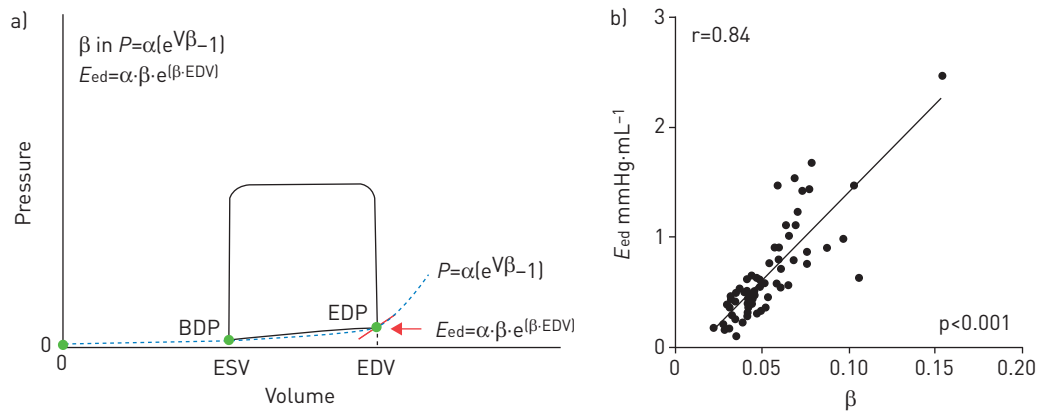 a)
β in P=α(e^Vβ–1)
Eed=α·β·e^(β·EDV)
Pressure
P=α(e^Vβ–1)
EDP
BDP
Eed=α·β·e^(β·EDV)
0
0
ESV
EDV
Volume
b)
3
r=0.84
2
Eed mmHg·mL⁻¹
1
p<0.001
0
0
0.05
0.10
0.15
0.20
β